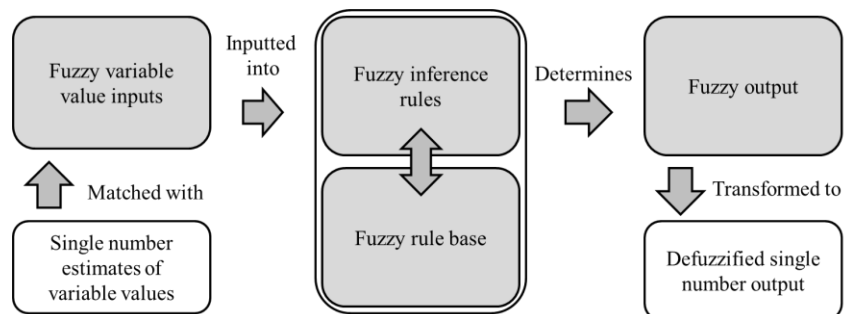 Fuzzy variable
value inputs
Inputted
into
Fuzzy inference
rules
Determines
Fuzzy output
Matched with
Transformed to
Single number
estimates of
variable values
Fuzzy rule base
Defuzzified single
number output